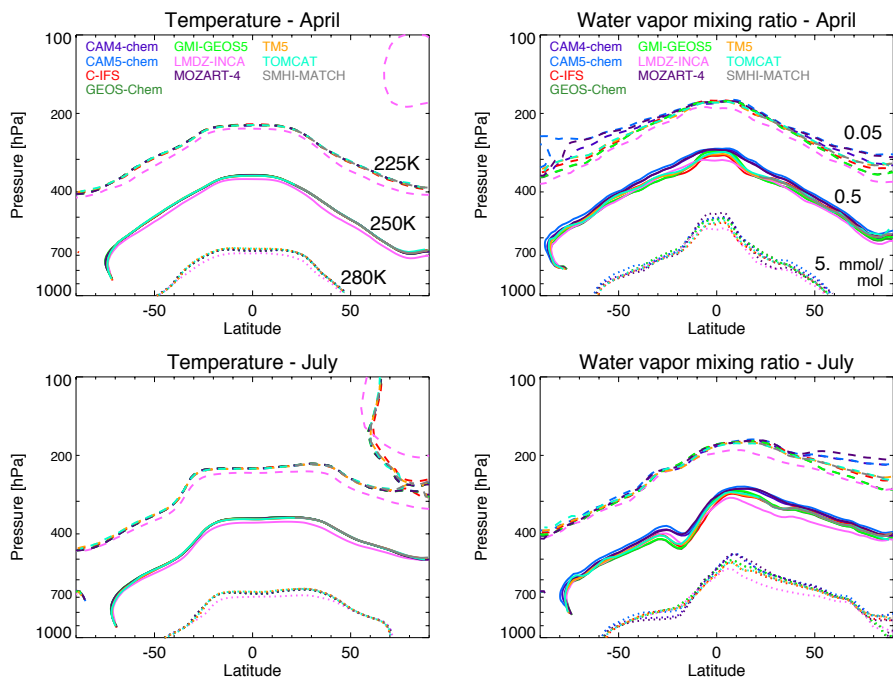 Temperature - April
100
200
400
700
1000
Pressure [hPa]
CAM4-chem GMI-GEOS5 TM5
CAM5-chem LMDZ-INCA TOMCAT
C-IFS MOZART-4 SMHI-MATCH
GEOS-Chem
225K
250K
280K
-50 0 50
Latitude
Water vapor mixing ratio - April
100
200
400
700
1000
Pressure [hPa]
CAM4-chem GMI-GEOS5 TM5
CAM5-chem LMDZ-INCA TOMCAT
C-IFS MOZART-4 SMHI-MATCH
GEOS-Chem
0.05
0.5
5. mmol/
mol
-50 0 50
Latitude
Temperature - July
100
200
400
700
1000
Pressure [hPa]
-50 0 50
Latitude
Water vapor mixing ratio - July
100
200
400
700
1000
Pressure [hPa]
-50 0 50
Latitude